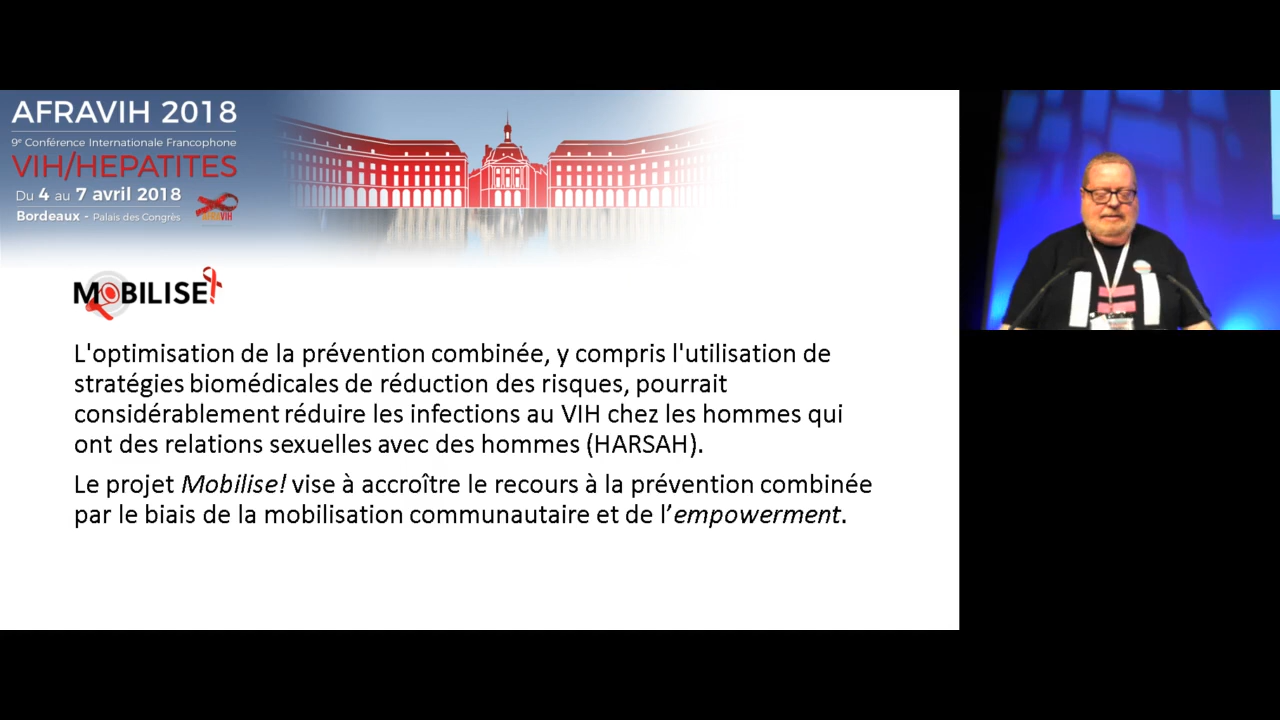 AFRAVIH 2018
9e Conférence Internationale Francophone
VIH/HEPATITES
Du 4 au 7 avril 2018
Bordeaux - Palais des Congrès
AFRAVIH
MOBILISE!
L'optimisation de la prévention combinée, y compris l'utilisation de
stratégies biomédicales de réduction des risques, pourrait
considérablement réduire les infections au VIH chez les hommes qui
ont des relations sexuelles avec des hommes (HARSAH).
Le projet Mobilise! vise à accroître le recours à la prévention combinée
par le biais de la mobilisation communautaire et de l’empowerment.